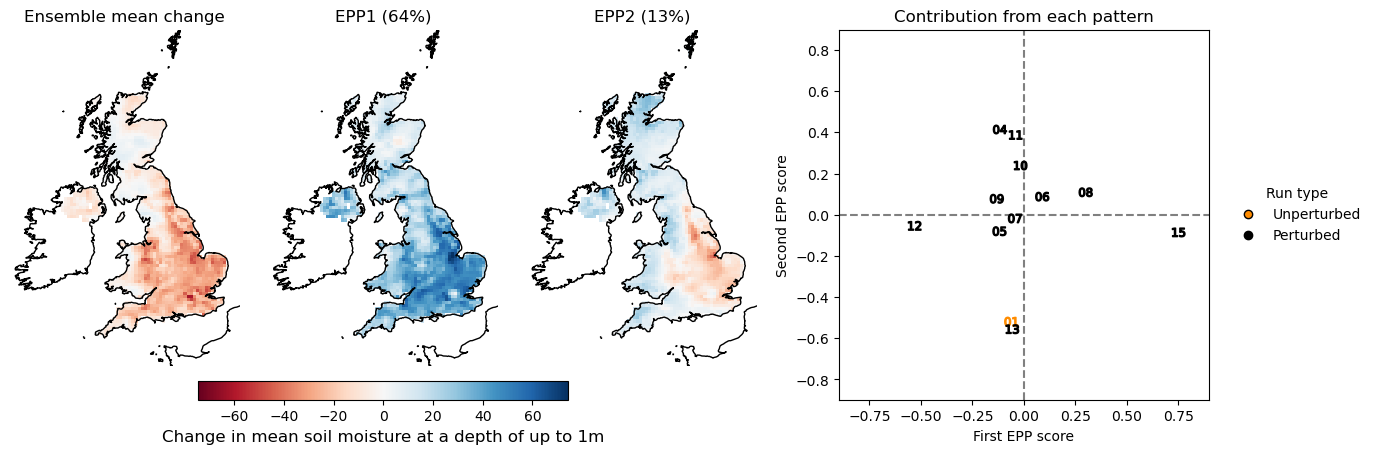 Ensemble mean change
EPP1 (64%)
EPP2 (13%)
Contribution from each pattern
−60 −40 −20 0 20 40 60
Change in mean soil moisture at a depth of up to 1m
Second EPP score
0.8
0.6
0.4
0.2
0.0
−0.2
−0.4
−0.6
−0.8
04
11
10
08
06
09
07
12
05
15
01
13
−0.75 −0.50 −0.25 0.00 0.25 0.50 0.75
First EPP score
Run type
Unperturbed
Perturbed